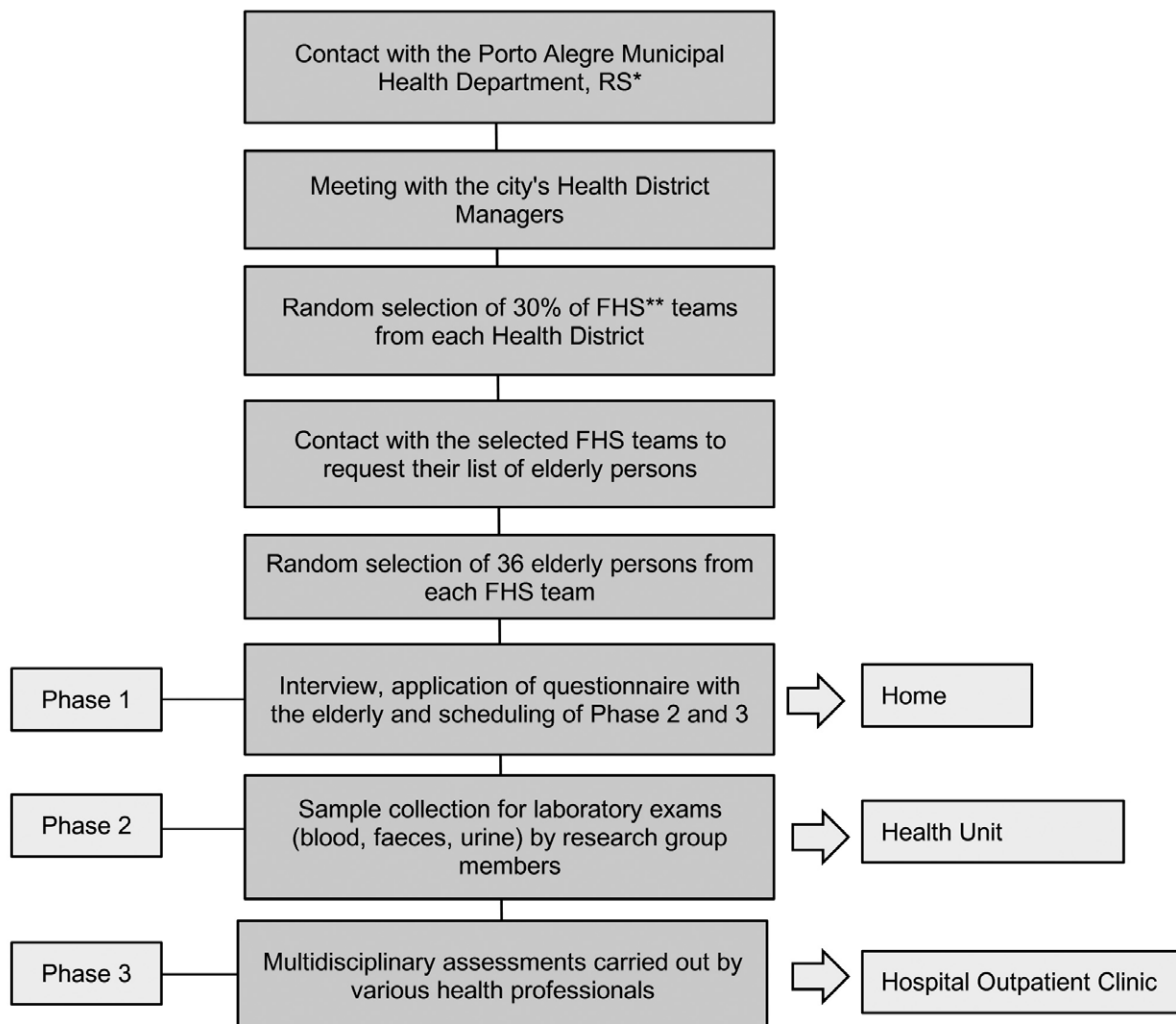 Contact with the Porto Alegre Municipal
Health Department, RS*
Meeting with the city's Health District
Managers
Random selection of 30% of FHS** teams
from each Health District
Contact with the selected FHS teams to
request their list of elderly persons
Random selection of 36 elderly persons from
each FHS team
Phase 1
Interview, application of questionnaire with
the elderly and scheduling of Phase 2 and 3
Home
Phase 2
Sample collection for laboratory exams
(blood, faeces, urine) by research group
members
Health Unit
Phase 3
Multidisciplinary assessments carried out by
various health professionals
Hospital Outpatient Clinic